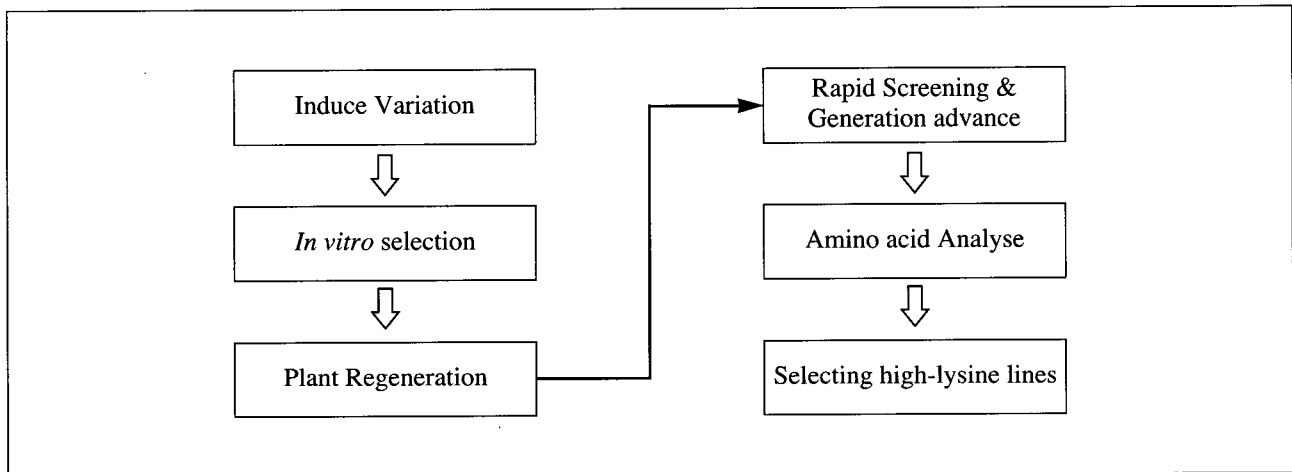 Induce Variation
In vitro selection
Plant Regeneration
Rapid Screening &
Generation advance
Amino acid Analyse
Selecting high-lysine lines